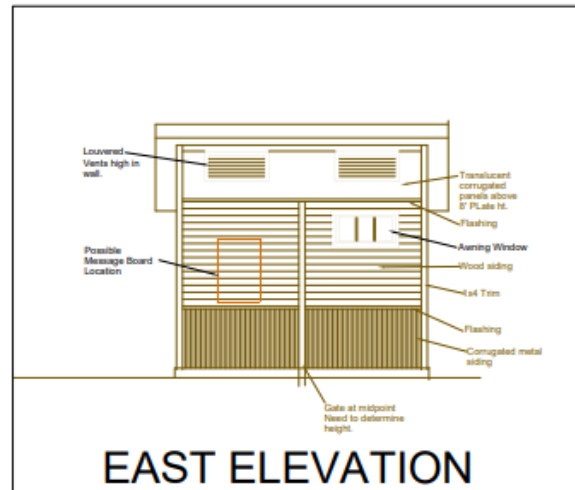 Louvered
Vents high in
wall.
Translucent
corrugated
panels above
8' PLate ht.
Flashing
Possible
Message Board
Location
Awning Window
Wood siding
4x4 Trim
Flashing
Corrugated metal
siding
Gate at midpoint
Need to determine
height.
EAST ELEVATION